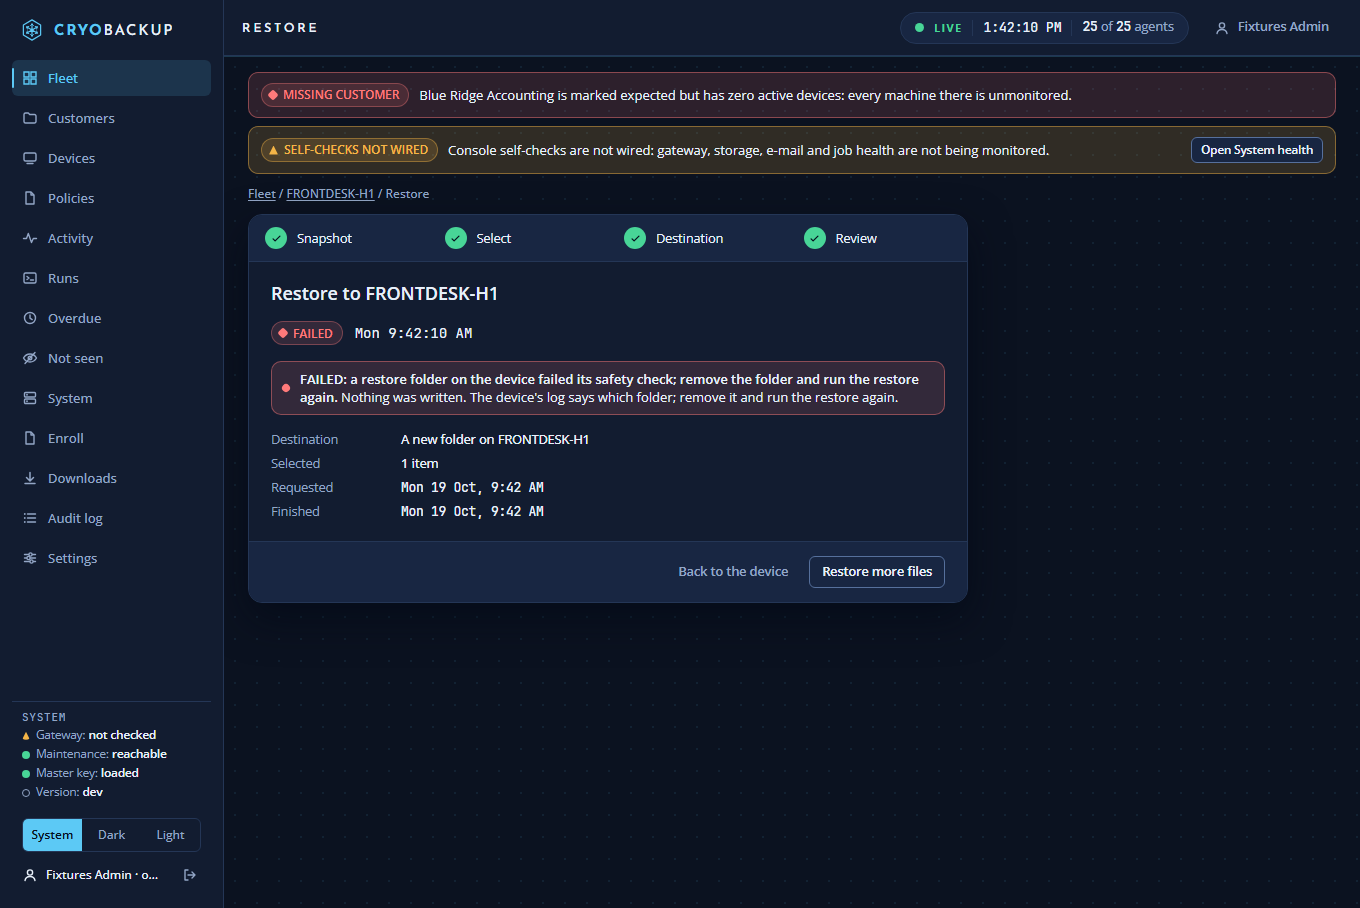 CRYOBACKUP
RESTORE
LIVE 1:42:10 PM 25 of 25 agents
Fixtures Admin
Fleet
Customers
Devices
Policies
Activity
Runs
Overdue
Not seen
System
Enroll
Downloads
Audit log
Settings
MISSING CUSTOMER Blue Ridge Accounting is marked expected but has zero active devices: every machine there is unmonitored.
SELF-CHECKS NOT WIRED Console self-checks are not wired: gateway, storage, e-mail and job health are not being monitored. Open System health
Fleet / FRONTDESK-H1 / Restore
Snapshot Select Destination Review
Restore to FRONTDESK-H1
FAILED Mon 9:42:10 AM
FAILED: a restore folder on the device failed its safety check; remove the folder and run the restore
again. Nothing was written. The device's log says which folder; remove it and run the restore again.
Destination A new folder on FRONTDESK-H1
Selected 1 item
Requested Mon 19 Oct, 9:42 AM
Finished Mon 19 Oct, 9:42 AM
Back to the device Restore more files
SYSTEM
Gateway: not checked
Maintenance: reachable
Master key: loaded
Version: dev
System Dark Light
Fixtures Admin · o...